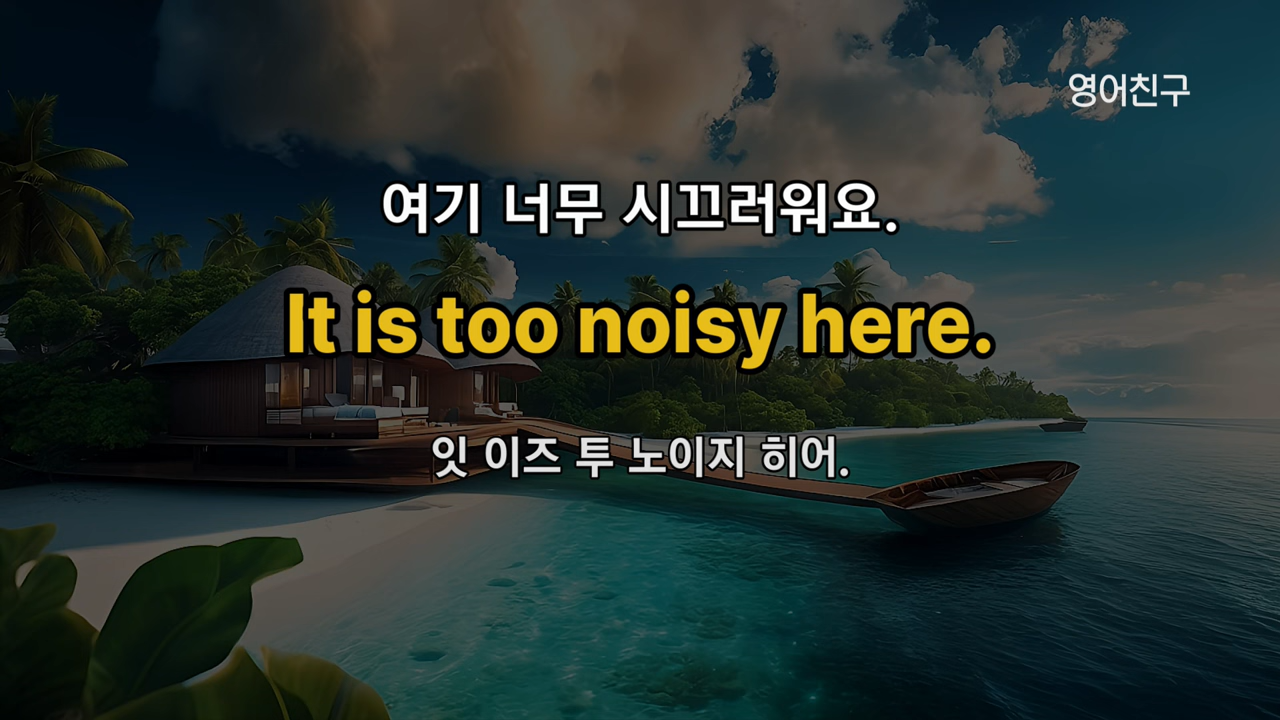 영어친구
여기 너무 시끄러워요.
It is too noisy here.
잇 이즈 투 노이지 히어.